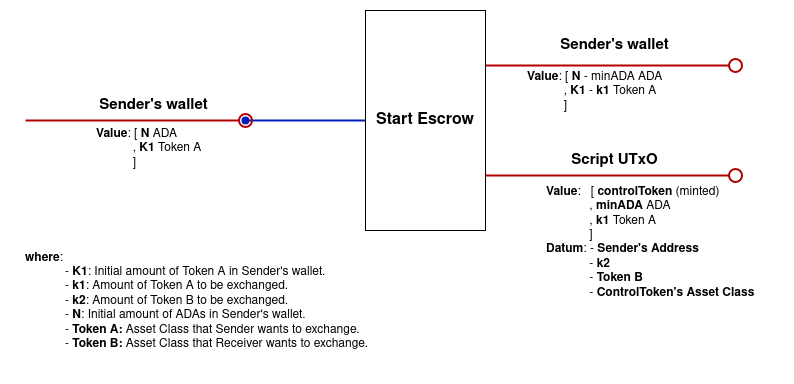 Sender's wallet
Value: [ N ADA
, K1 Token A
]
Start Escrow
Sender's wallet
Value: [ N - minADA ADA
, K1 - k1 Token A
]
Script UTxO
Value: [ controlToken (minted)
, minADA ADA
, k1 Token A
]
Datum: - Sender's Address
- k2
- Token B
- ControlToken's Asset Class
where:
- K1: Initial amount of Token A in Sender's wallet.
- k1: Amount of Token A to be exchanged.
- k2: Amount of Token B to be exchanged.
- N: Initial amount of ADAs in Sender's wallet.
- Token A: Asset Class that Sender wants to exchange.
- Token B: Asset Class that Receiver wants to exchange.